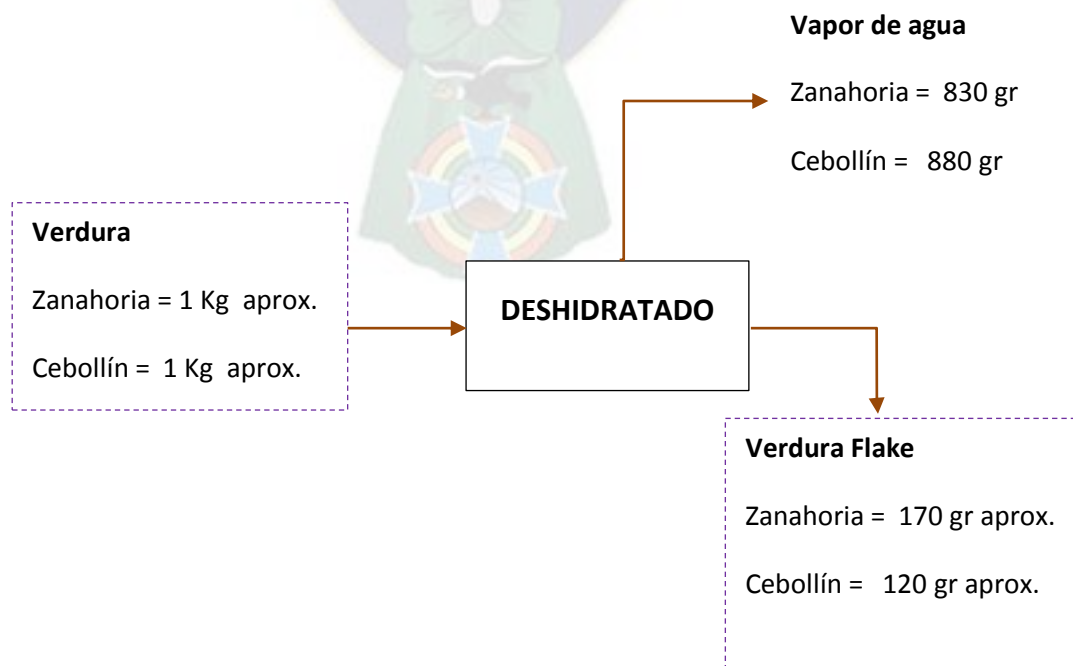 Vapor de agua
Zanahoria = 830 gr
Cebollín = 880 gr
Verdura
Zanahoria = 1 Kg aprox.
Cebollín = 1 Kg aprox.
DESHIDRATADO
Verdura Flake
Zanahoria = 170 gr aprox.
Cebollín = 120 gr aprox.